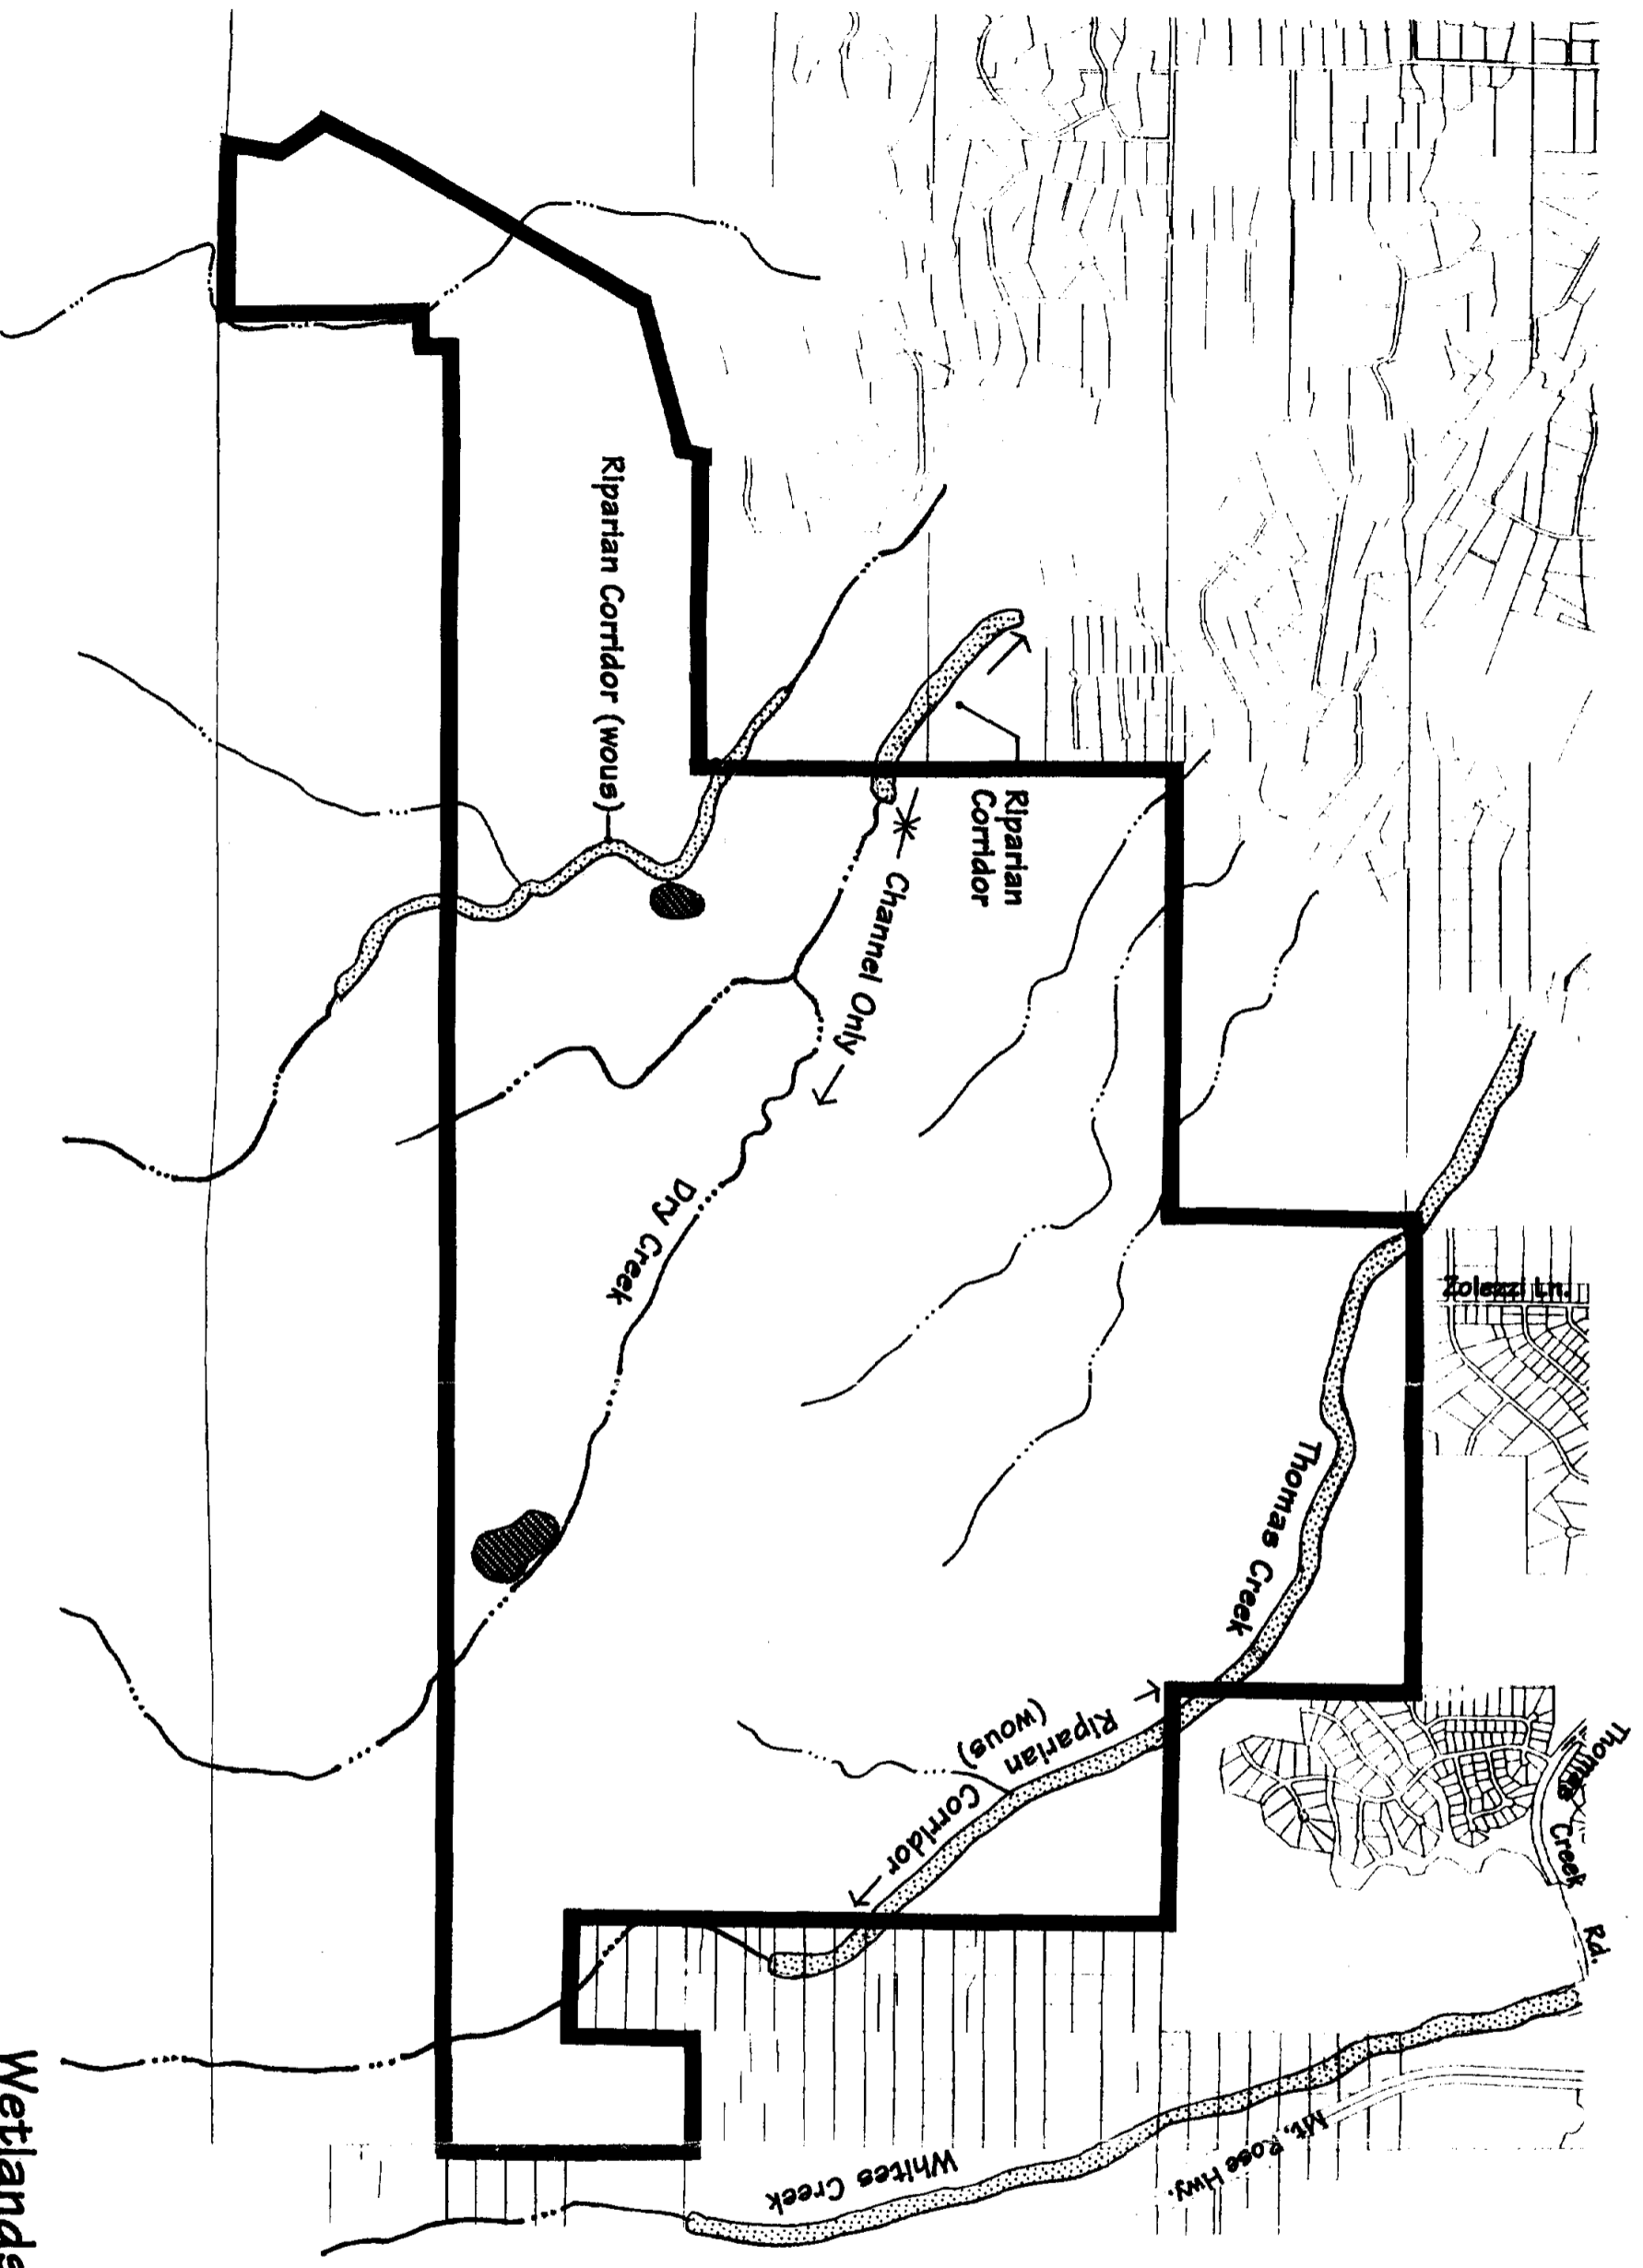 Riparian Corridor (wous)
Riparian
Corridor
Channel Only
Dry Creek
Zolezzi Ln.
Thomas Creek
Riparian
(wous)
Corridor
Thomas Creek Rd.
Mt. Rose Hwy.
Whites Creek
Wetlands